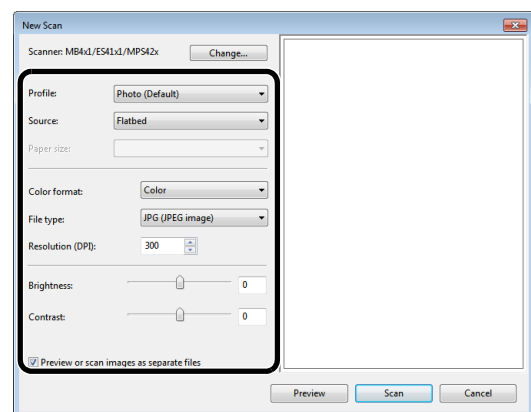 New Scan
Scanner: MB4x1/ES41x1/MPS42x Change...
Profile: Photo (Default)
Source: Flatbed
Paper size:
Color format: Color
File type: JPG (JPEG image)
Resolution (DPI): 300
Brightness: 0
Contrast: 0
Preview or scan images as separate files
Preview Scan Cancel